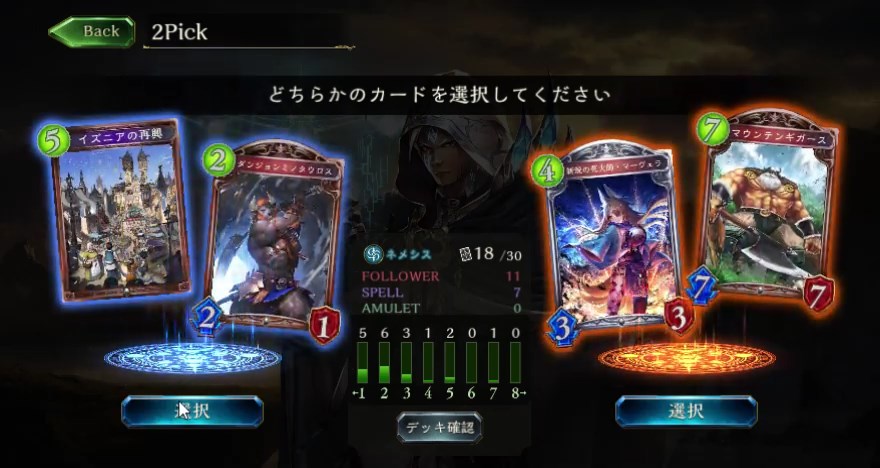 Back
2Pick
どちらかのカードを選択してください
5
イズニアの再興
2
ダンジョンミノタウロス
2
1
4
3
3
7
マウンテンギガース
7
7
ネメシス
18 /30
FOLLOWER 11
SPELL 7
AMULET 0
5 6 3 1 2 0 1 0
←1 2 3 4 5 6 7 8→
選択
デッキ確認
選択